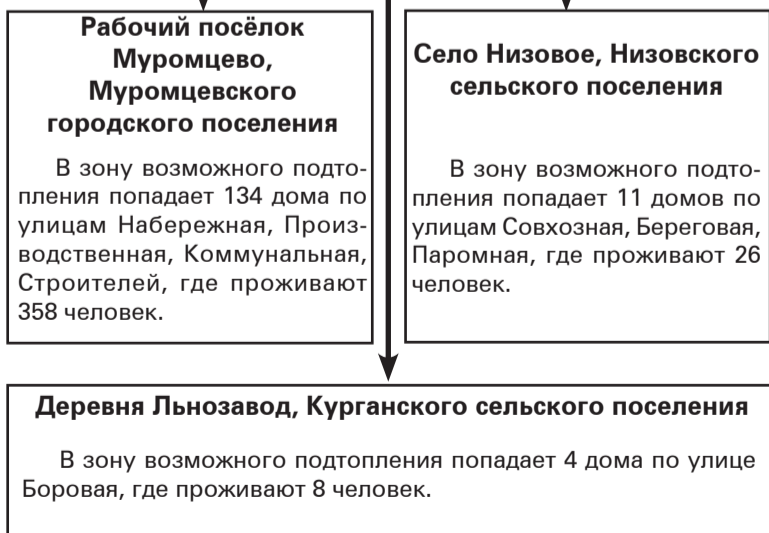 Рабочий посёлок
Муромцево,
Муромцевского
городского поселения
В зону возможного подто-
пления попадает 134 дома по
улицам Набережная, Произ-
водственная, Коммунальная,
Строителей, где проживают
358 человек.
Село Низовое, Низовского
сельского поселения
В зону возможного подто-
пления попадает 11 домов по
улицам Совхозная, Береговая,
Паромная, где проживают 26
человек.
Деревня Льнозавод, Курганского сельского поселения
В зону возможного подтопления попадает 4 дома по улице
Боровая, где проживают 8 человек.